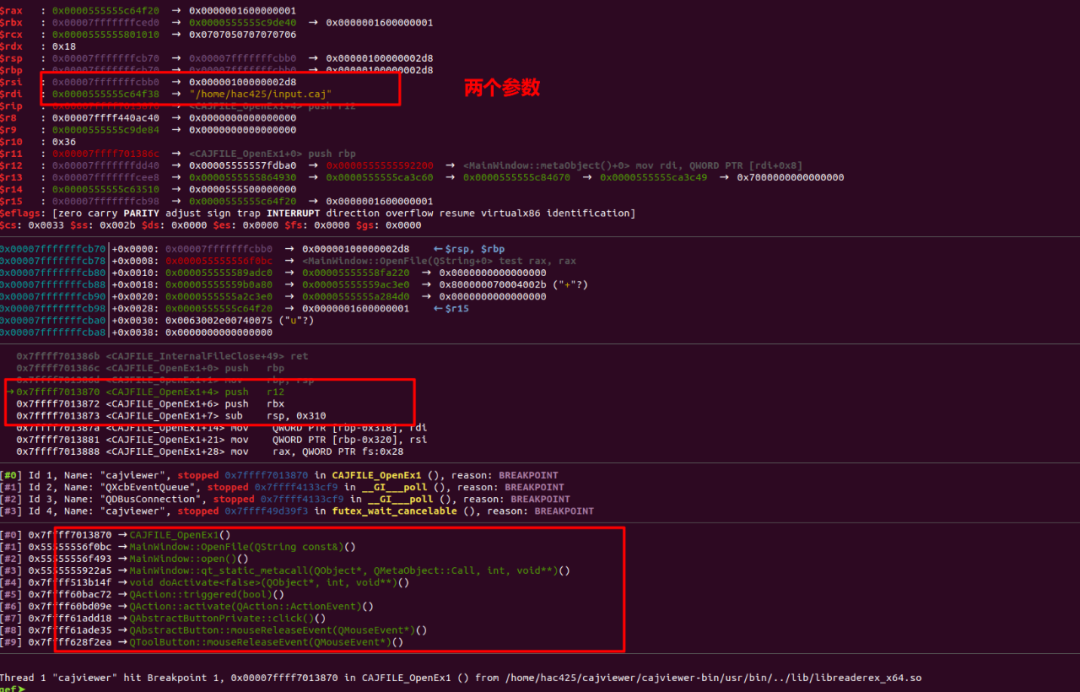 $rax : 0x0000555555c64f20 → 0x0000001600000001
$rbx : 0x00007fffffffced0 → 0x0000555555c9de40 → 0x0000001600000001
$rcx : 0x0000555555801010 → 0x0707050707070706
$rdx : 0x18
$rsp : 0x00007fffffffcb70 → 0x00007fffffffcbb0 → 0x00000100000002d8
$rbp : 0x00007fffffffcb70 → 0x00007fffffffcbb0 → 0x00000100000002d8
$rsi : 0x00007fffffffcbb0 → 0x00000100000002d8
$rdi : 0x0000555555c64f38 → "/home/hac425/input.caj"
两个参数
$rip : 0x00007ffff7013870 → <CAJFILE_OpenEx1+4> push r12
$r8 : 0x00007ffff440ac40 → 0x0000000000000000
$r9 : 0x0000555555c9de84 → 0x0000000000000000
$r10 : 0x36
$r11 : 0x00007ffff701386c → <CAJFILE_OpenEx1+0> push rbp
$r12 : 0x00007fffffffdd40 → 0x00005555557fdba0 → 0x0000555555592200 → <MainWindow::metaObject()+0> mov rdi, QWORD PTR [rdi+0x8]
$r13 : 0x00007fffffffcee8 → 0x0000555555864930 → 0x0000555555ca3c60 → 0x0000555555c84670 → 0x0000555555ca3c49 → 0x7000000000000000
$r14 : 0x0000555555c63510 → 0x0000555500000000
$r15 : 0x00007fffffffcb98 → 0x0000555555c64f20 → 0x0000001600000001
$eflags: [zero carry PARITY adjust sign trap INTERRUPT direction overflow resume virtualx86 identification]
$cs: 0x0033 $ss: 0x002b $ds: 0x0000 $es: 0x0000 $fs: 0x0000 $gs: 0x0000
0x00007fffffffcb70│+0x0000: 0x00007fffffffcbb0 → 0x00000100000002d8 ←$rsp, $rbp
0x00007fffffffcb78│+0x0008: 0x000055555556f0bc → <MainWindow::OpenFile(QString+0> test rax, rax
0x00007fffffffcb80│+0x0010: 0x000055555589adc0 → 0x00005555558fa220 → 0x0000000000000000
0x00007fffffffcb88│+0x0018: 0x0000555555 9b0a80 → 0x000055555559ac3e0 → 0x800000070004002b ("+"?)
0x00007fffffffcb90│+0x0020: 0x0000555555a2c3e0 → 0x0000555555a284d0 → 0x0000000000000000
0x00007fffffffcb98│+0x0028: 0x0000555555c64f20 → 0x0000001600000001 ←$r15
0x00007fffffffcba0│+0x0030: 0x0063002e00740075 ("u"?)
0x00007fffffffcba8│+0x0038: 0x0000000000000000
0x7ffff701386b <CAJFILE_InternalFileClose+49> ret
0x7ffff701386c <CAJFILE_OpenEx1+0> push rbp
0x7ffff701386d <CAJFILE_OpenEx1+1> mov rbp, rsp
→0x7ffff7013870 <CAJFILE_OpenEx1+4> push r12
0x7ffff7013872 <CAJFILE_OpenEx1+6> push rbx
0x7ffff7013873 <CAJFILE_OpenEx1+7> sub rsp, 0x310
0x7ffff701387a <CAJFILE_OpenEx1+14> mov QWORD PTR [rbp-0x318], rdi
0x7ffff7013881 <CAJFILE_OpenEx1+21> mov QWORD PTR [rbp-0x320], rsi
0x7ffff7013888 <CAJFILE_OpenEx1+28> mov rax, QWORD PTR fs:0x28
[#0] Id 1, Name: "cajviewer", stopped 0x7ffff7013870 in CAJFILE_OpenEx1 (), reason: BREAKPOINT
[#1] Id 2, Name: "QXcbEventQueue", stopped 0x7ffff4133cf9 in __GI___poll (), reason: BREAKPOINT
[#2] Id 3, Name: "QDBusConnection", stopped 0x7ffff4133cf9 in __GI___poll (), reason: BREAKPOINT
[#3] Id 4, Name: "cajviewer", stopped 0x7ffff49d39f3 in futex_wait_cancelable (), reason: BREAKPOINT
[#0] 0x7ffff7013870 →CAJFILE_OpenEx1()
[#1] 0x55555556f0bc →MainWindow::OpenFile(QString const&)()
[#2] 0x55555556f493 →MainWindow::open()()
[#3] 0x5555555922a5 →MainWindow::qt_static_metacall(QObject*, QMetaObject::Call, int, void**)()
[#4] 0x7ffff513b14f →void doActivate<false>(QObject*, int, void**)()
[#5] 0x7ffff60bac72 →QAction::triggered(bool)()
[#6] 0x7ffff60bd09e →QAction::activate(QAction::ActionEvent)()
[#7] 0x7ffff61add18 →QAbstractButtonPrivate::click()()
[#8] 0x7ffff61ade35 →QAbstractButton::mouseReleaseEvent(QMouseEvent*)()
[#9] 0x7ffff628f2ea →QToolButton::mouseReleaseEvent(QMouseEvent*)()
Thread 1 "cajviewer" hit Breakpoint 1, 0x00007ffff7013870 in CAJFILE_OpenEx1 () from /home/hac425/cajviewer/cajviewer-bin/usr/bin/../lib/libreaderex_x64.so
gef➤